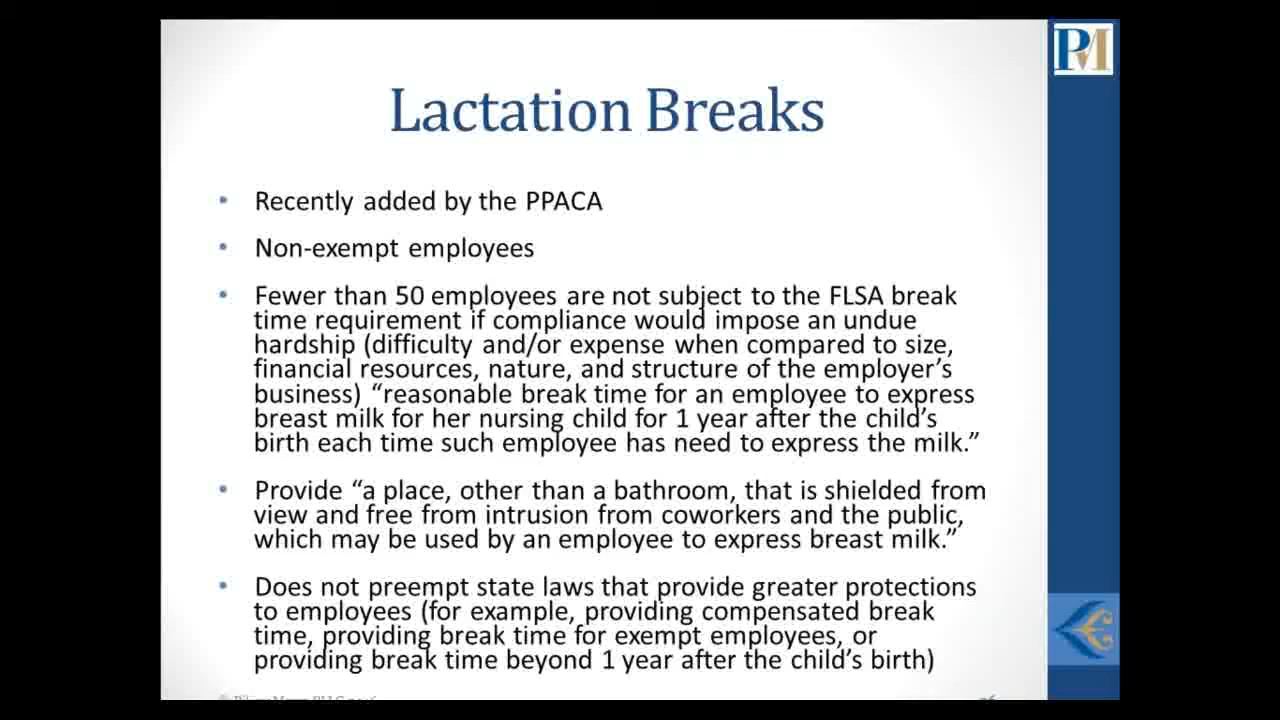 PM
Lactation Breaks
• Recently added by the PPACA
• Non-exempt employees
• Fewer than 50 employees are not subject to the FLSA break
time requirement if compliance would impose an undue
hardship (difficulty and/or expense when compared to size,
financial resources, nature, and structure of the employer’s
business) “reasonable break time for an employee to express
breast milk for her nursing child for 1 year after the child’s
birth each time such employee has need to express the milk.”
• Provide “a place, other than a bathroom, that is shielded from
view and free from intrusion from coworkers and the public,
which may be used by an employee to express breast milk.”
• Does not preempt state laws that provide greater protections
to employees (for example, providing compensated break
time, providing break time for exempt employees, or
providing break time beyond 1 year after the child’s birth)